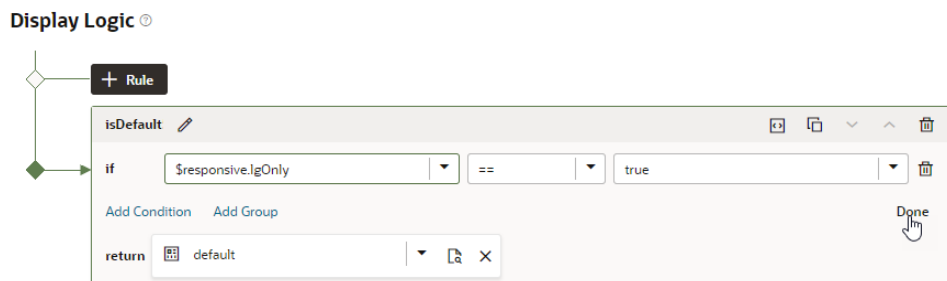 Display Logic ?
+ Rule
isDefault
if $responsive.lgOnly == true
Add Condition Add Group Done
return default